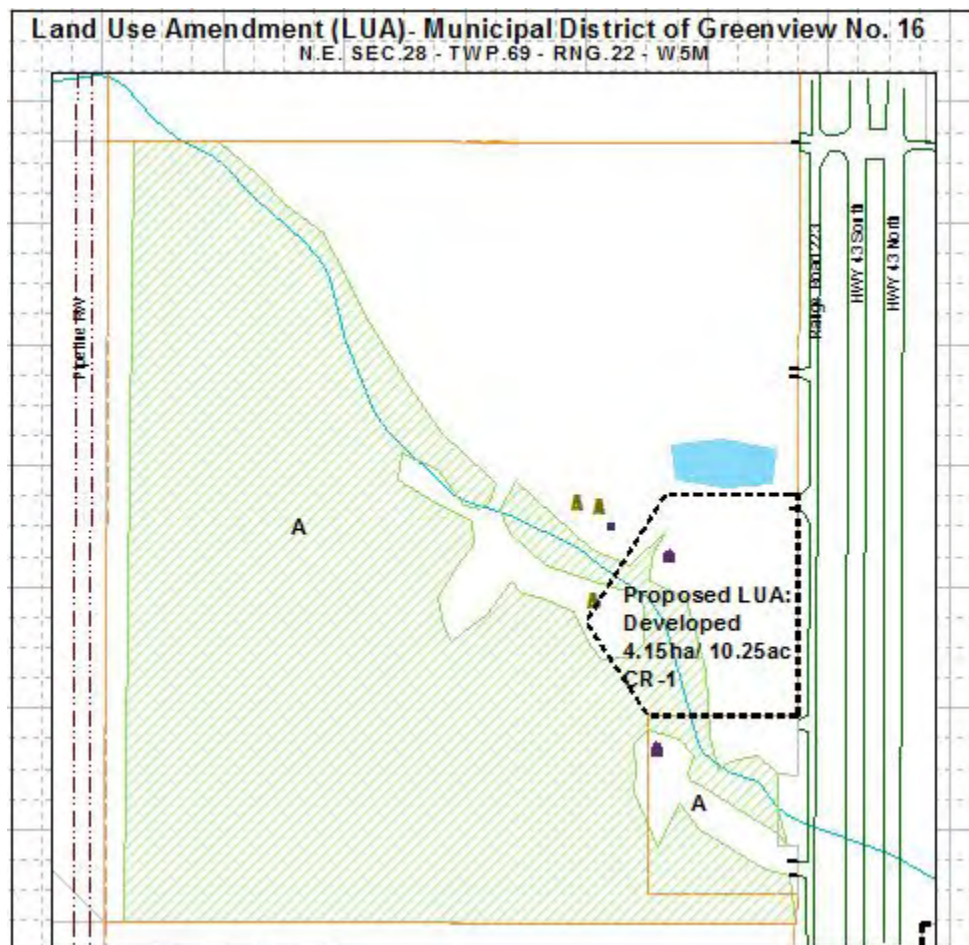 Land Use Amendment (LUA)- Municipal District of Greenview No. 16
N.E. SEC.28 - TWP.69 - RNG.22 - W5M
Range Road 223
HWY 43 South
HWY 43 North
Pipeline RW
A
Proposed LUA:
Developed
4.15ha/ 10.25ac
CR-1
A